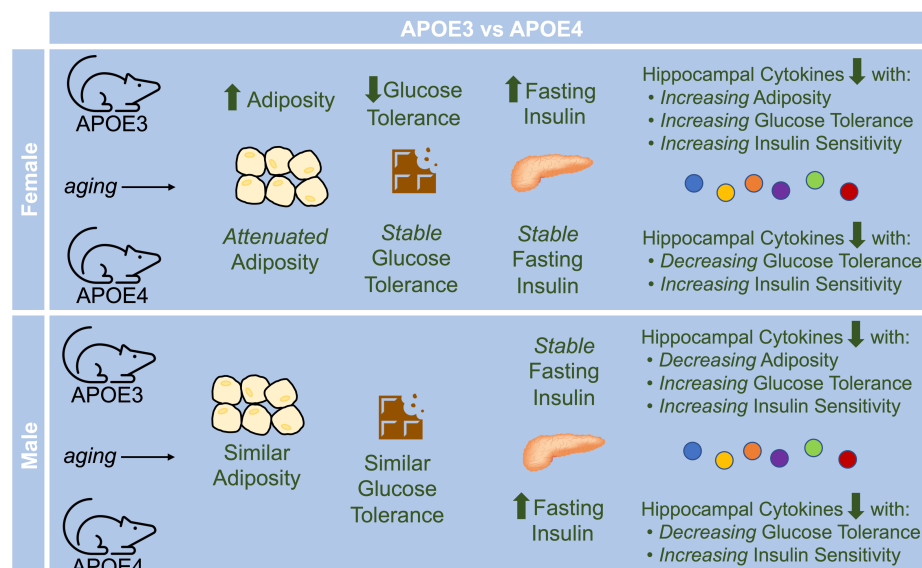 APOE3 vs APOE4
Female
APOE3
aging
APOE4
Adiposity
Attenuated
Adiposity
Glucose
Tolerance
Stable
Glucose
Tolerance
Fasting
Insulin
Stable
Fasting
Insulin
Hippocampal Cytokines with:
• Increasing Adiposity
• Increasing Glucose Tolerance
• Increasing Insulin Sensitivity
Hippocampal Cytokines with:
• Decreasing Glucose Tolerance
• Increasing Insulin Sensitivity
Male
APOE3
aging
APOE4
Similar
Adiposity
Similar
Glucose
Tolerance
Stable
Fasting
Insulin
Fasting
Insulin
Hippocampal Cytokines with:
• Decreasing Adiposity
• Increasing Glucose Tolerance
• Increasing Insulin Sensitivity
Hippocampal Cytokines with:
• Decreasing Glucose Tolerance
• Increasing Insulin Sensitivity